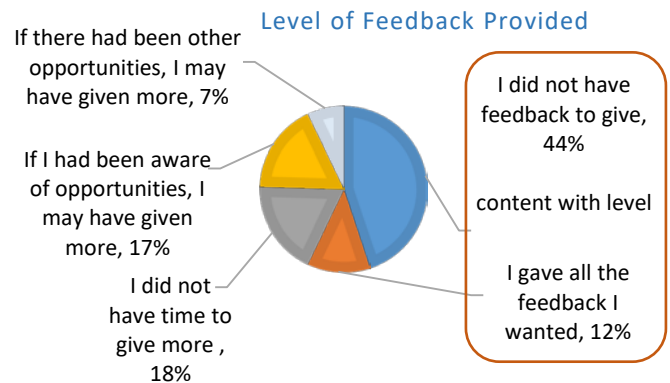 Level of Feedback Provided
If there had been other
opportunities, I may
have given more, 7%
If I had been aware
of opportunities, I
may have given
more, 17%
I did not
have time to
give more ,
18%
I did not have
feedback to give,
44%
content with level
I gave all the
feedback I
wanted, 12%